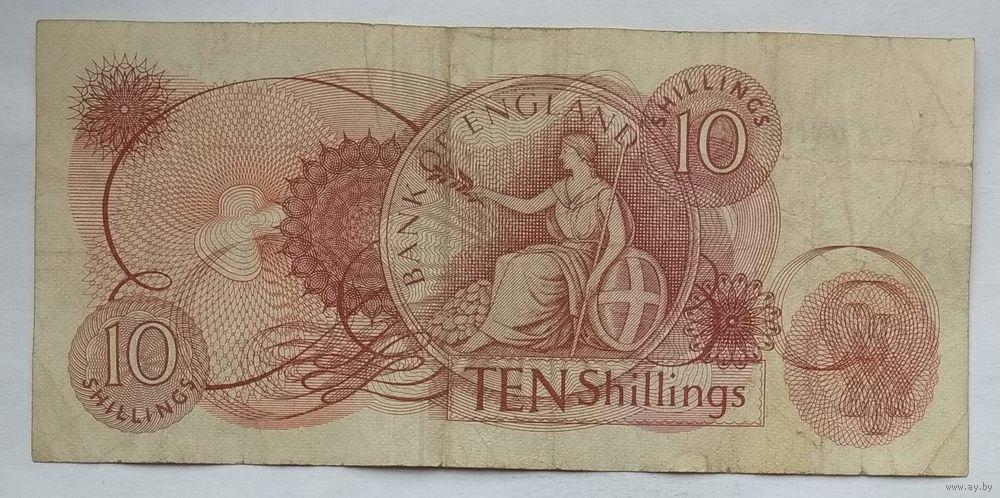 BANK OF ENGLAND
SHILLINGS
10
10
SHILLINGS
TEN Shillings
www.ay.by